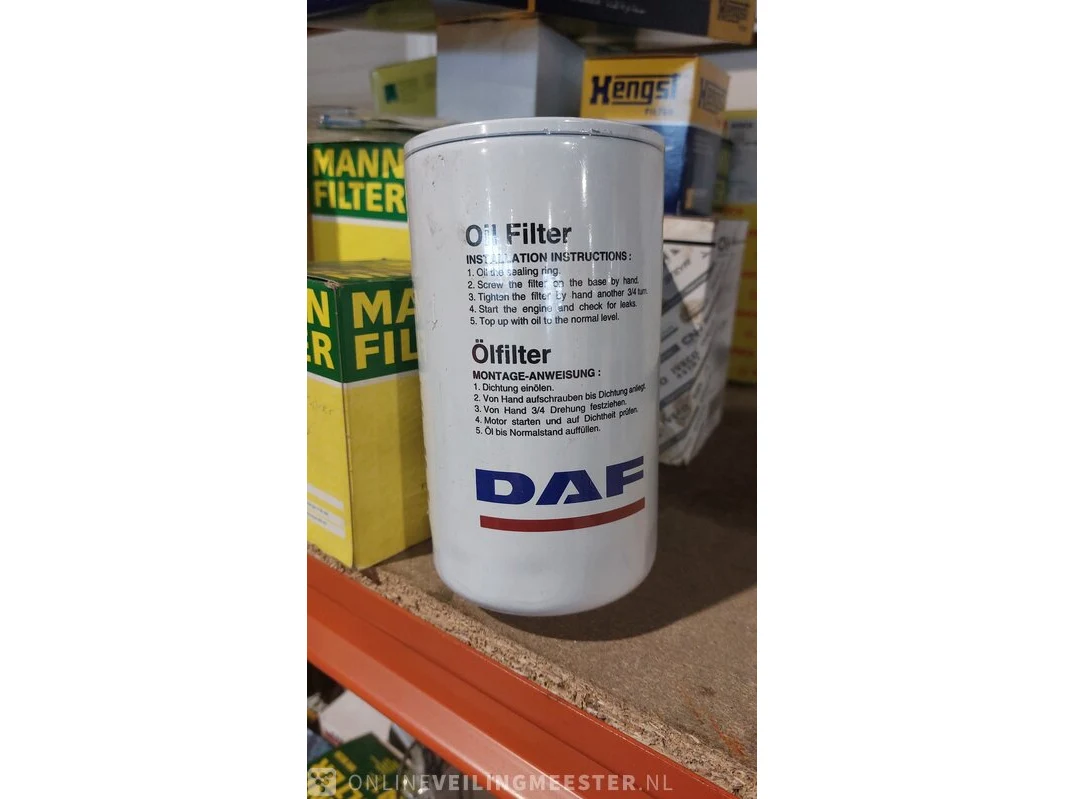 Hengst
FILTER
MANN
FILTER
MA
FIL
N
ER
Oil Filter
INSTALLATION INSTRUCTIONS :
1. Oil the sealing ring.
2. Screw the filter on the base by hand.
3. Tighten the filter by hand another 3/4 turn.
4. Start the engine and check for leaks.
5. Top up with oil to the normal level.
Ölfilter
MONTAGE-ANWEISUNG :
1. Dichtung einölen.
2. Von Hand aufschrauben bis Dichtung anliegt.
3. Von Hand 3/4 Drehung festziehen.
4. Motor starten und auf Dichtheit prüfen.
5. Öl bis Normalstand auffüllen.
DAF
ONLINEVEILINGMEESTER.NL